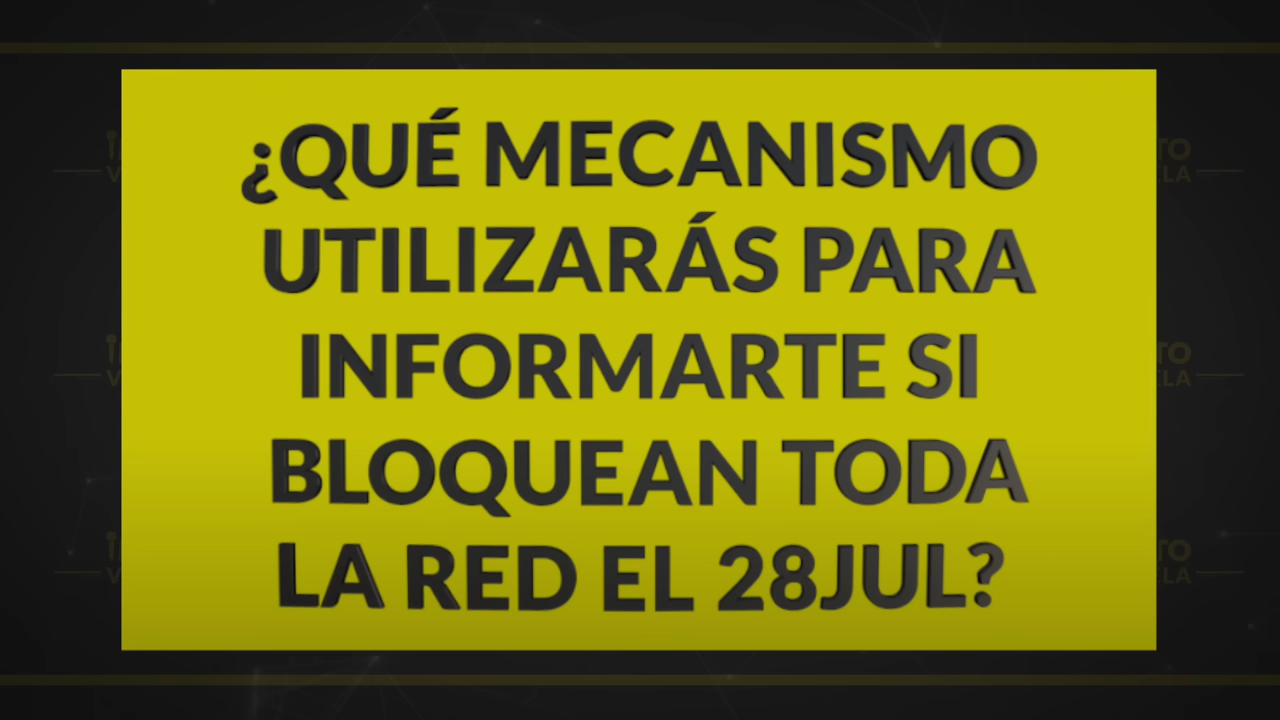 ¿QUÉ MECANISMO
UTILIZARÁS PARA
INFORMARTE SI
BLOQUEAN TODA
LA RED EL 28JUL?